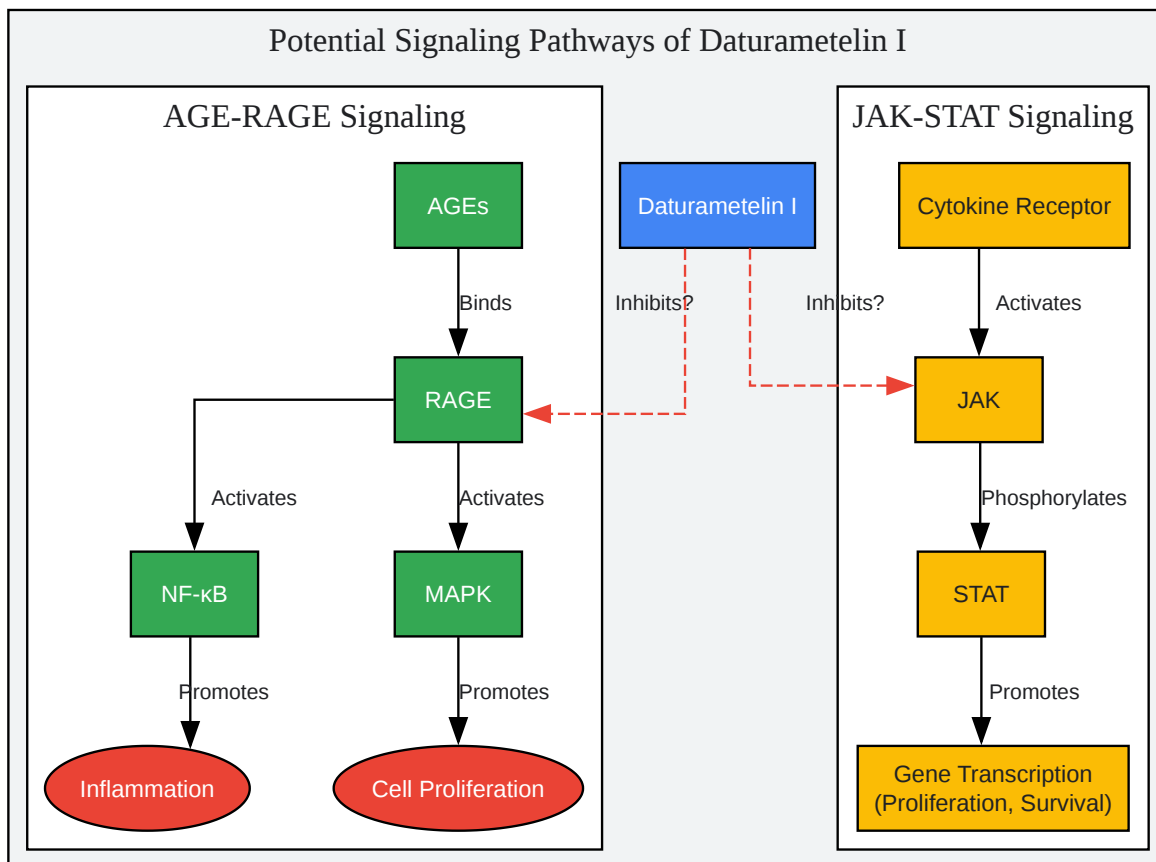 Potential Signaling Pathways of Daturametelin I
AGE-RAGE Signaling
JAK-STAT Signaling
AGEs
Daturametelin I
Cytokine Receptor
Binds
Inhibits?
Inhibits?
Activates
RAGE
JAK
Activates
Activates
Phosphorylates
NF-κB
MAPK
STAT
Promotes
Promotes
Promotes
Inflammation
Cell Proliferation
Gene Transcription
(Proliferation, Survival)